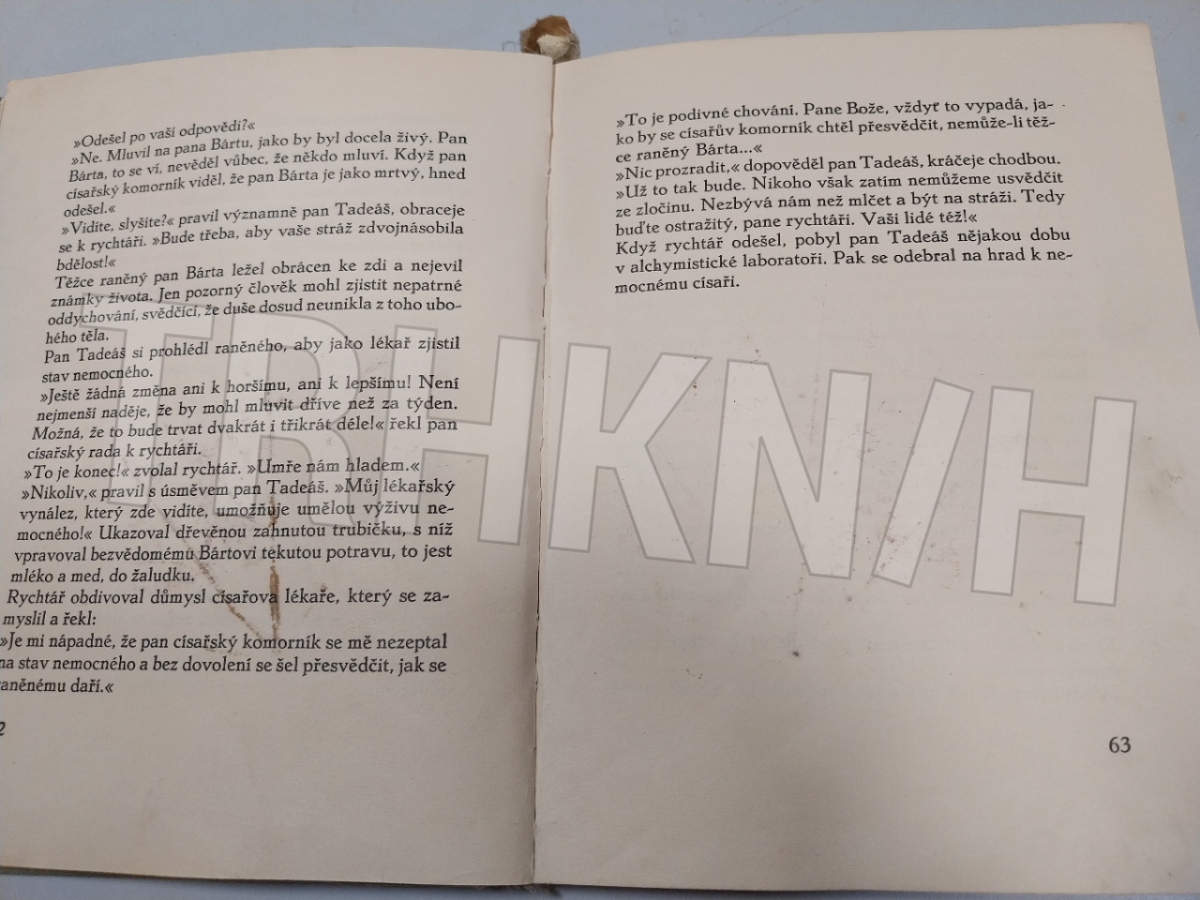 »Odešel po vaší odpovědi?«
»Ne. Mluvil na pana Bártu, jako by byl docela živý. Pan
Bárta, to se ví, nevěděl vůbec, že někdo mluví. Když pan
císařský komorník viděl, že pan Bárta je jako mrtvý, hned
odešel.«
»Vidíte, slyšíte?« pravil významně pan Tadeáš, obraceje
se k rychtáři. »Bude třeba, aby vaše stráž zdvojnásobila
bdělost!«
Těžce raněný pan Bárta ležel obrácen ke zdi a nejevil
známky života. Jen pozorný člověk mohl zjistit nepatrné
oddychování, svědčící, že duše dosud neunikla z toho ubo-
hého těla.
Pan Tadeáš si prohlédl raněného, aby jako lékař zjistil
stav nemocného.
»Ještě žádná změna ani k horšímu, ani k lepšímu! Není
nejmenší naděje, že by mohl mluvit dříve než za týden.
Možná, že to bude trvat dvakrát i třikrát déle!« řekl pan
císařský rada k rychtáři.
»To je konec!« zvolal rychtář. »Umře nám hladem.«
»Nikoliv,« pravil s úsměvem pan Tadeáš. »Můj lékařský
vynález, který zde vidíte, umožňuje umělou výživu ne-
mocného!« Ukazoval dřevěnou zahnutou trubičku, s níž
vpravoval bezvědomému Bártovi tekutou potravu, to jest
mléko a med, do žaludku.
Rychtář obdivoval důmysl císařova lékaře, který se za-
myslil a řekl:
»Je mi nápadné, že pan císařský komorník se mě nezeptal
na stav nemocného a bez dovolení se šel přesvědčit, jak se
raněnému daří.«
2
»To je podivné chování. Pane Bože, vždyť to vypadá, ja-
ko by se císařův komorník chtěl přesvědčit, nemůže-li těž-
ce raněný Bárta...«
»Nic prozradit,« dopověděl pan Tadeáš, kráčeje chodbou.
»Už to tak bude. Nikoho však zatím nemůžeme usvědčit
ze zločinu. Nezbývá nám než mlčet a být na stráži. Tedy
buďte ostražitý, pane rychtáři. Vaši lidé též!«
Když rychtář odešel, pobyl pan Tadeáš nějakou dobu
v alchymistické laboratoři. Pak se odebral na hrad k ne-
mocnému císaři.
63
TRHKN/H